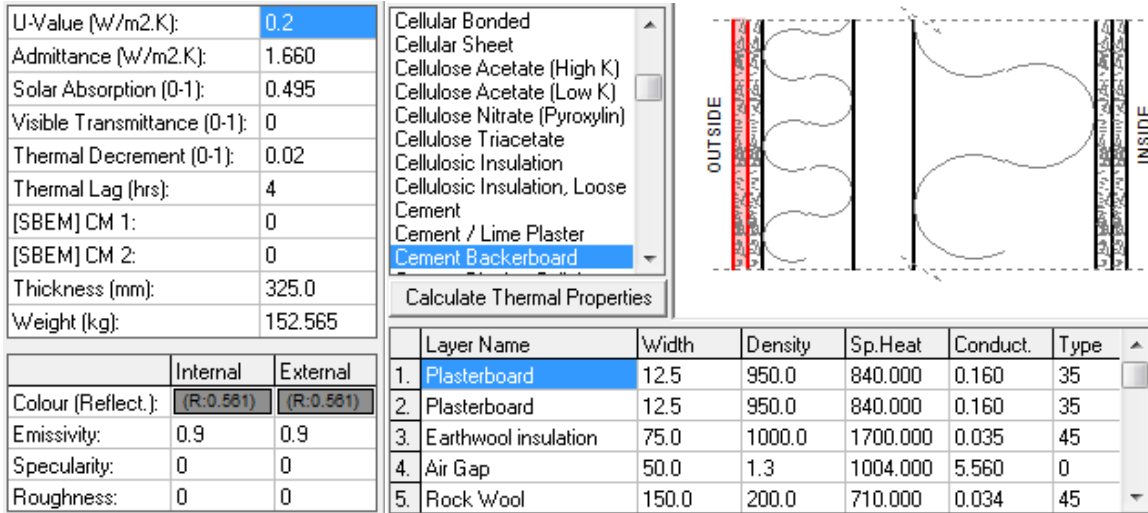 U-Value (W/m2.K): 0.2
Admittance (W/m2.K): 1.660
Solar Absorption (0-1): 0.495
Visible Transmittance (0-1): 0
Thermal Decrement (0-1): 0.02
Thermal Lag (hrs): 4
[SBEM] CM 1: 0
[SBEM] CM 2: 0
Thickness (mm): 325.0
Weight (kg): 152.565
Internal External
Colour (Reflect.): (R:0.561) (R:0.561)
Emissivity: 0.9 0.9
Specularity: 0 0
Roughness: 0 0
Cellular Bonded
Cellular Sheet
Cellulose Acetate (High K)
Cellulose Acetate (Low K)
Cellulose Nitrate (Pyroxylin)
Cellulose Triacetate
Cellulosic Insulation
Cellulosic Insulation, Loose
Cement
Cement / Lime Plaster
Cement Backerboard
Calculate Thermal Properties
OUTSIDE
INSIDE
Layer Name Width Density Sp.Heat Conduct. Type
1. Plasterboard 12.5 950.0 840.000 0.160 35
2. Plasterboard 12.5 950.0 840.000 0.160 35
3. Earthwool insulation 75.0 1000.0 1700.000 0.035 45
4. Air Gap 50.0 1.3 1004.000 5.560 0
5. Rock Wool 150.0 200.0 710.000 0.034 45